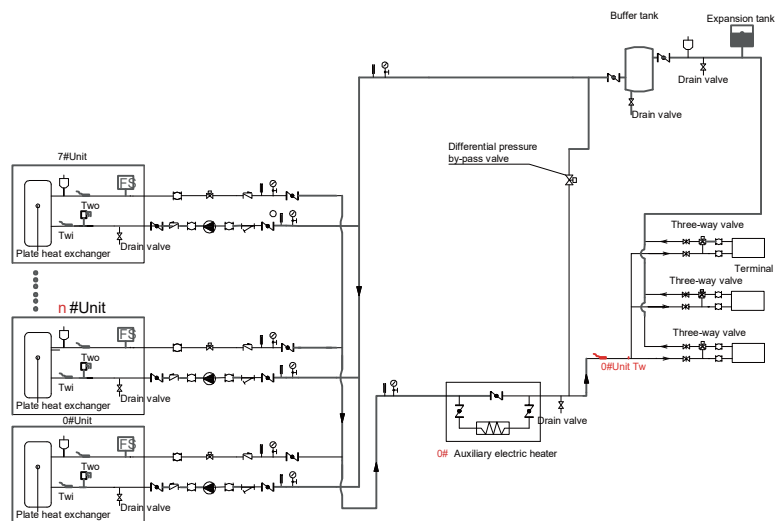 Buffer tank
Expansion tank
Drain valve
Drain valve
Differential pressure
by-pass valve
7#Unit
FS
Two
Twi
Drain valve
Plate heat exchanger
Three-way valve
Terminal
Three-way valve
n #Unit
FS
Two
Twi
Drain valve
Plate heat exchanger
Three-way valve
0#Unit Tw
0#Unit
Drain valve
0# Auxiliary electric heater
FS
Two
Twi
Drain valve
Plate heat exchanger